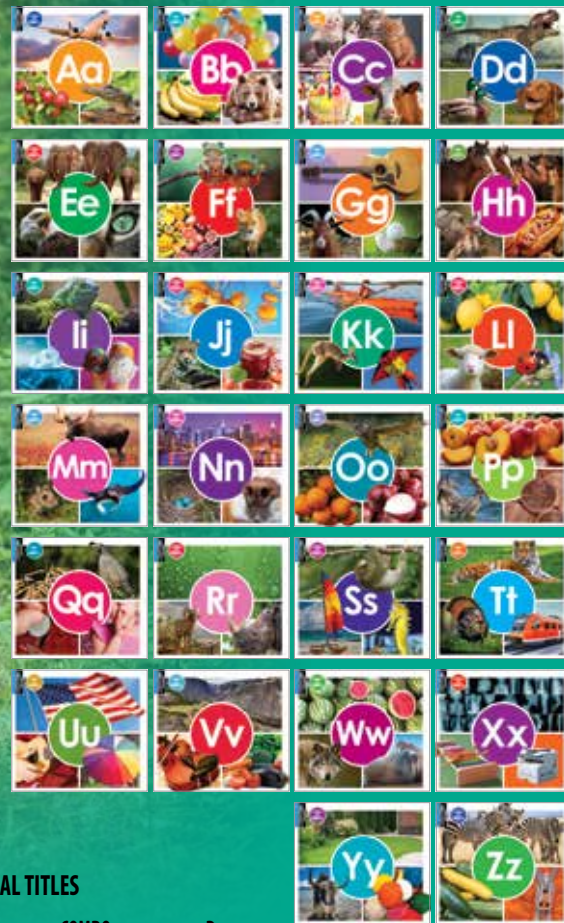 Aa Bb Cc Dd
Ee Ff Gg Hh
Ii Jj Kk Ll
Mm Nn Oo Pp
Qq Rr Ss Tt
Uu Vv Ww Xx
Yy Zz
AL TITLES